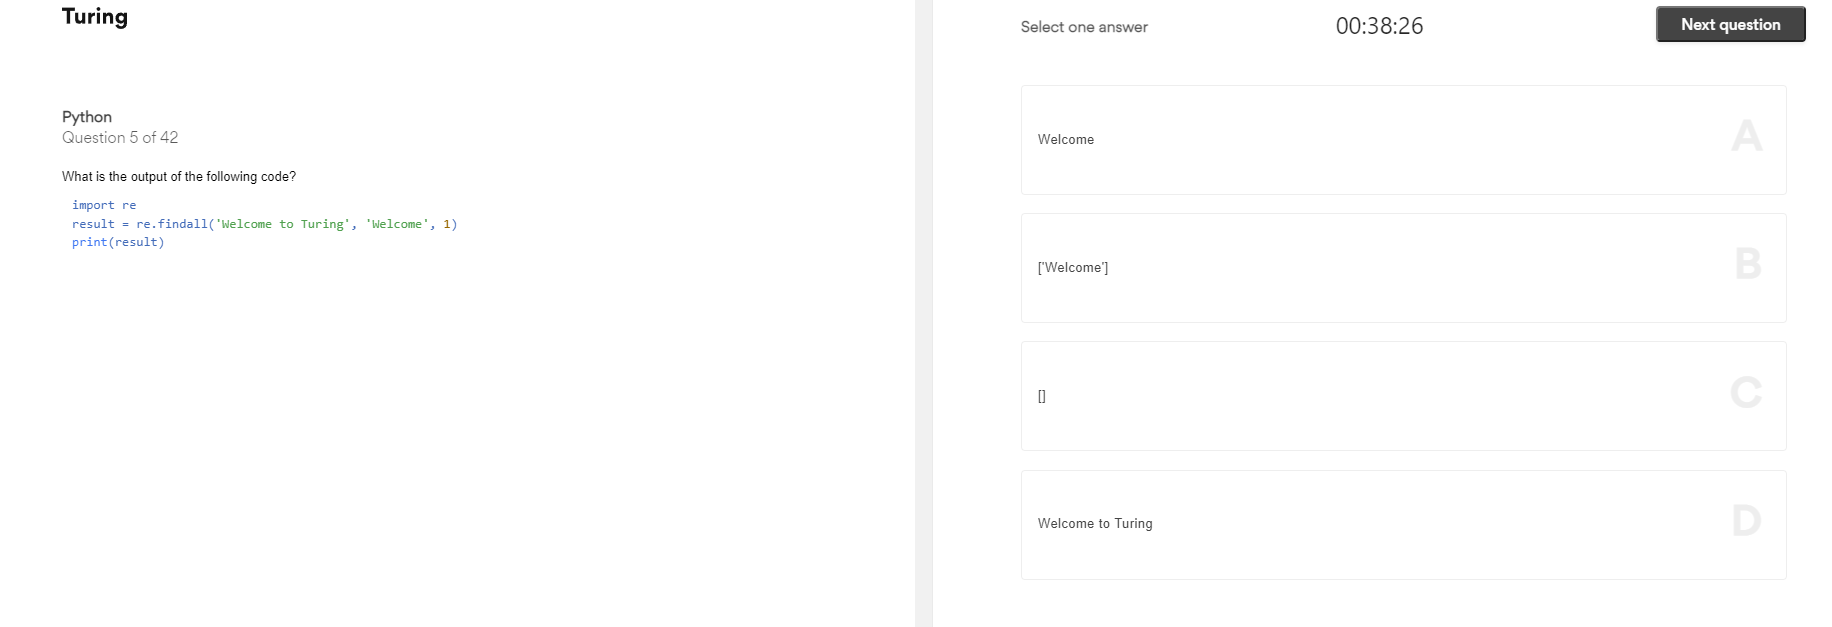 Turing
Select one answer
00:38:26
Next question
Python
Question 5 of 42
What is the output of the following code?
import re
result = re.findall('Welcome to Turing', 'Welcome', 1)
print(result)
Welcome
A
['Welcome']
B
[]
C
Welcome to Turing
D